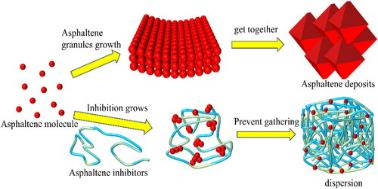 Asphaltene
granules growth
get together
Asphaltene deposits
Asphaltene molecule
Inhibition grows
Prevent gathering
Asphaltene inhibitors
dispersion